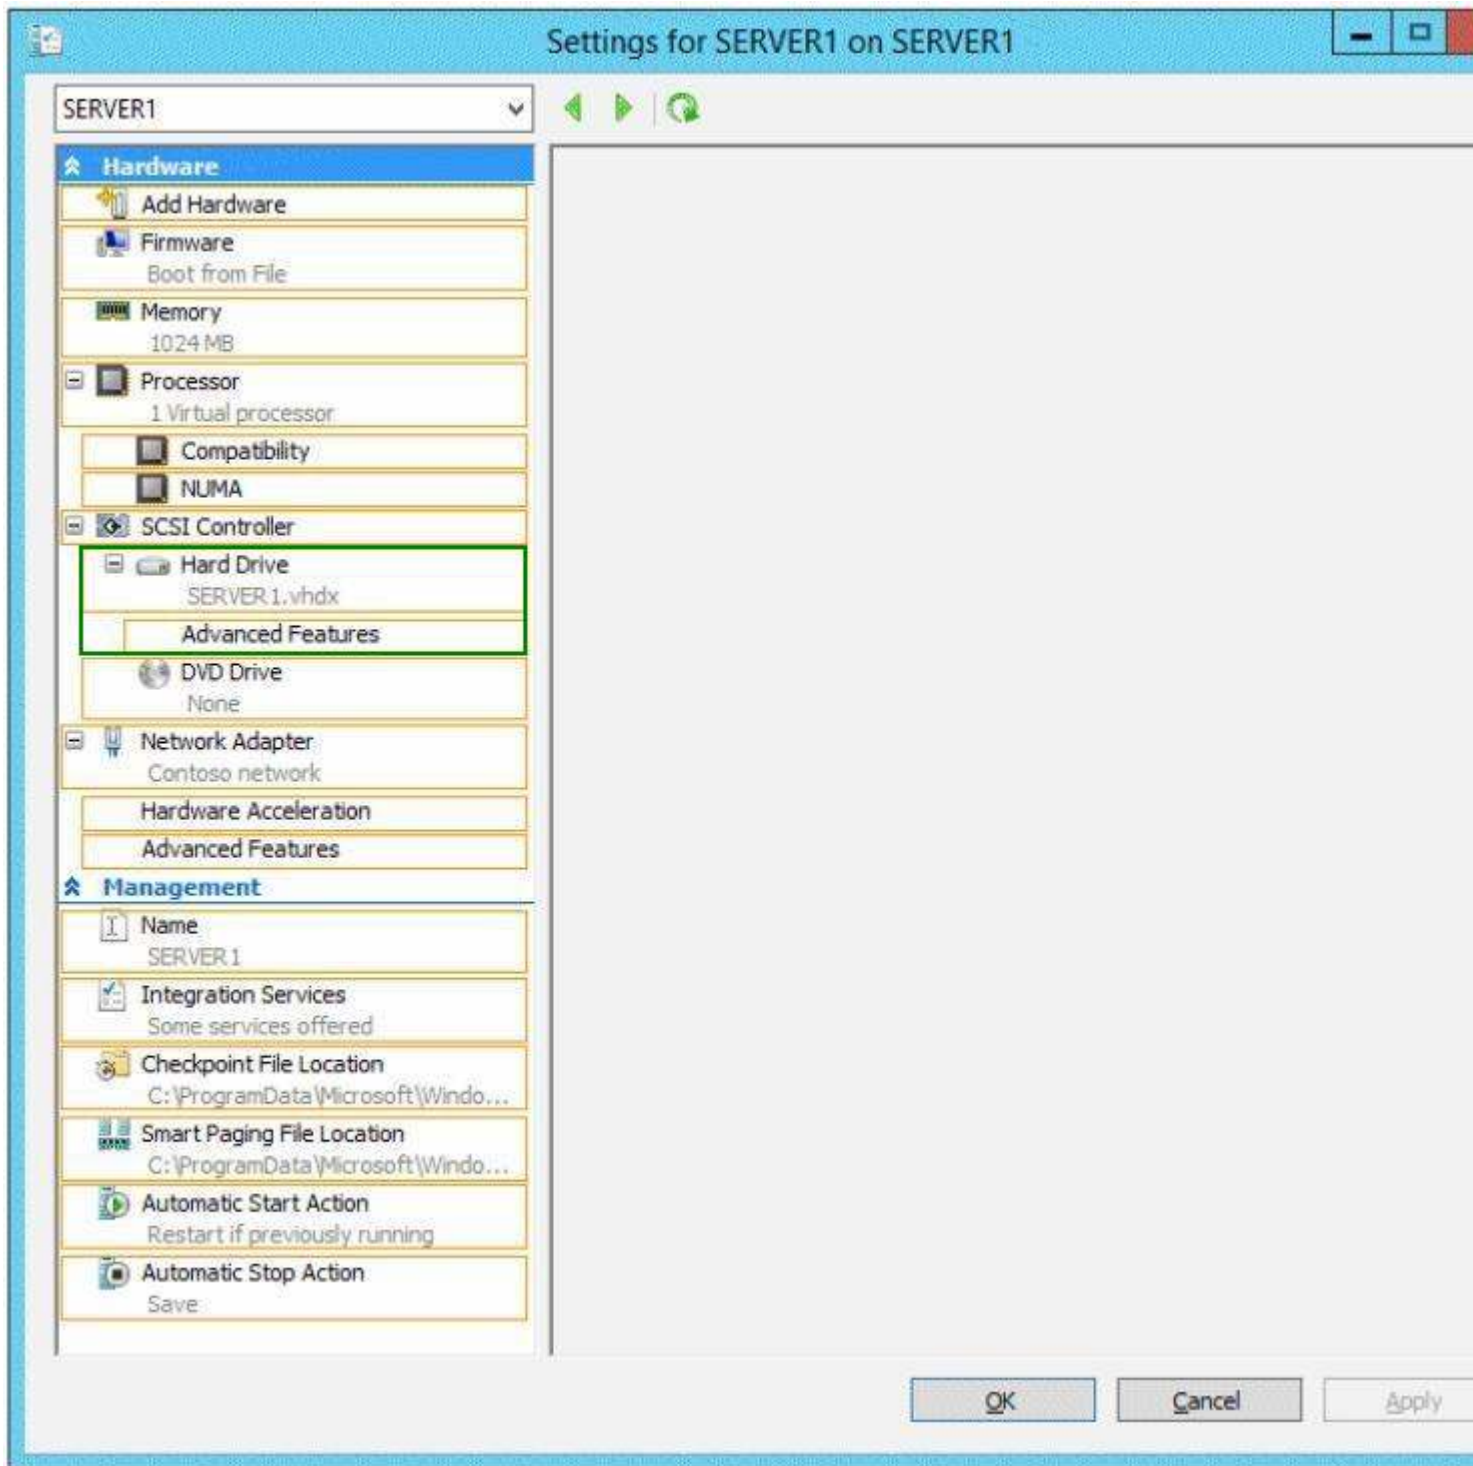 Settings for SERVER1 on SERVER1
SERVER1
Hardware
Add Hardware
Firmware
Boot from File
Memory
1024 MB
Processor
1 Virtual processor
Compatibility
NUMA
SCSI Controller
Hard Drive
SERVER1.vhdx
Advanced Features
DVD Drive
None
Network Adapter
Contoso network
Hardware Acceleration
Advanced Features
Management
Name
SERVER1
Integration Services
Some services offered
Checkpoint File Location
C:\ProgramData\Microsoft\Windo...
Smart Paging File Location
C:\ProgramData\Microsoft\Windo...
Automatic Start Action
Restart if previously running
Automatic Stop Action
Save
OK Cancel Apply